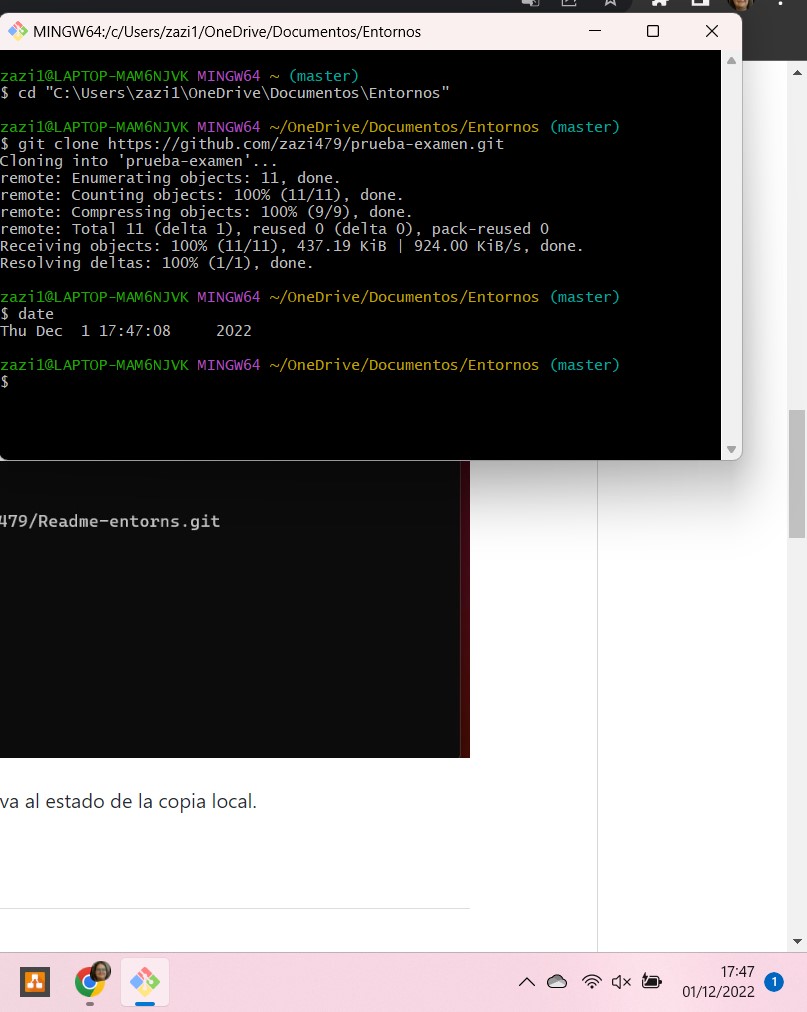 MINGW64:/c/Users/zazi1/OneDrive/Documentos/Entornos
zazi1@LAPTOP-MAM6NJVK MINGW64 ~ (master)
$ cd "C:\Users\zazi1\OneDrive\Documentos\Entornos"
zazi1@LAPTOP-MAM6NJVK MINGW64 ~/OneDrive/Documentos/Entornos (master)
$ git clone https://github.com/zazi479/prueba-examen.git
Cloning into 'prueba-examen'...
remote: Enumerating objects: 11, done.
remote: Counting objects: 100% (11/11), done.
remote: Compressing objects: 100% (9/9), done.
remote: Total 11 (delta 1), reused 0 (delta 0), pack-reused 0
Receiving objects: 100% (11/11), 437.19 KiB | 924.00 KiB/s, done.
Resolving deltas: 100% (1/1), done.
zazi1@LAPTOP-MAM6NJVK MINGW64 ~/OneDrive/Documentos/Entornos (master)
$ date
Thu Dec  1 17:47:08     2022
zazi1@LAPTOP-MAM6NJVK MINGW64 ~/OneDrive/Documentos/Entornos (master)
$
479/Readme-entorns.git
va al estado de la copia local.
17:47
01/12/2022
1